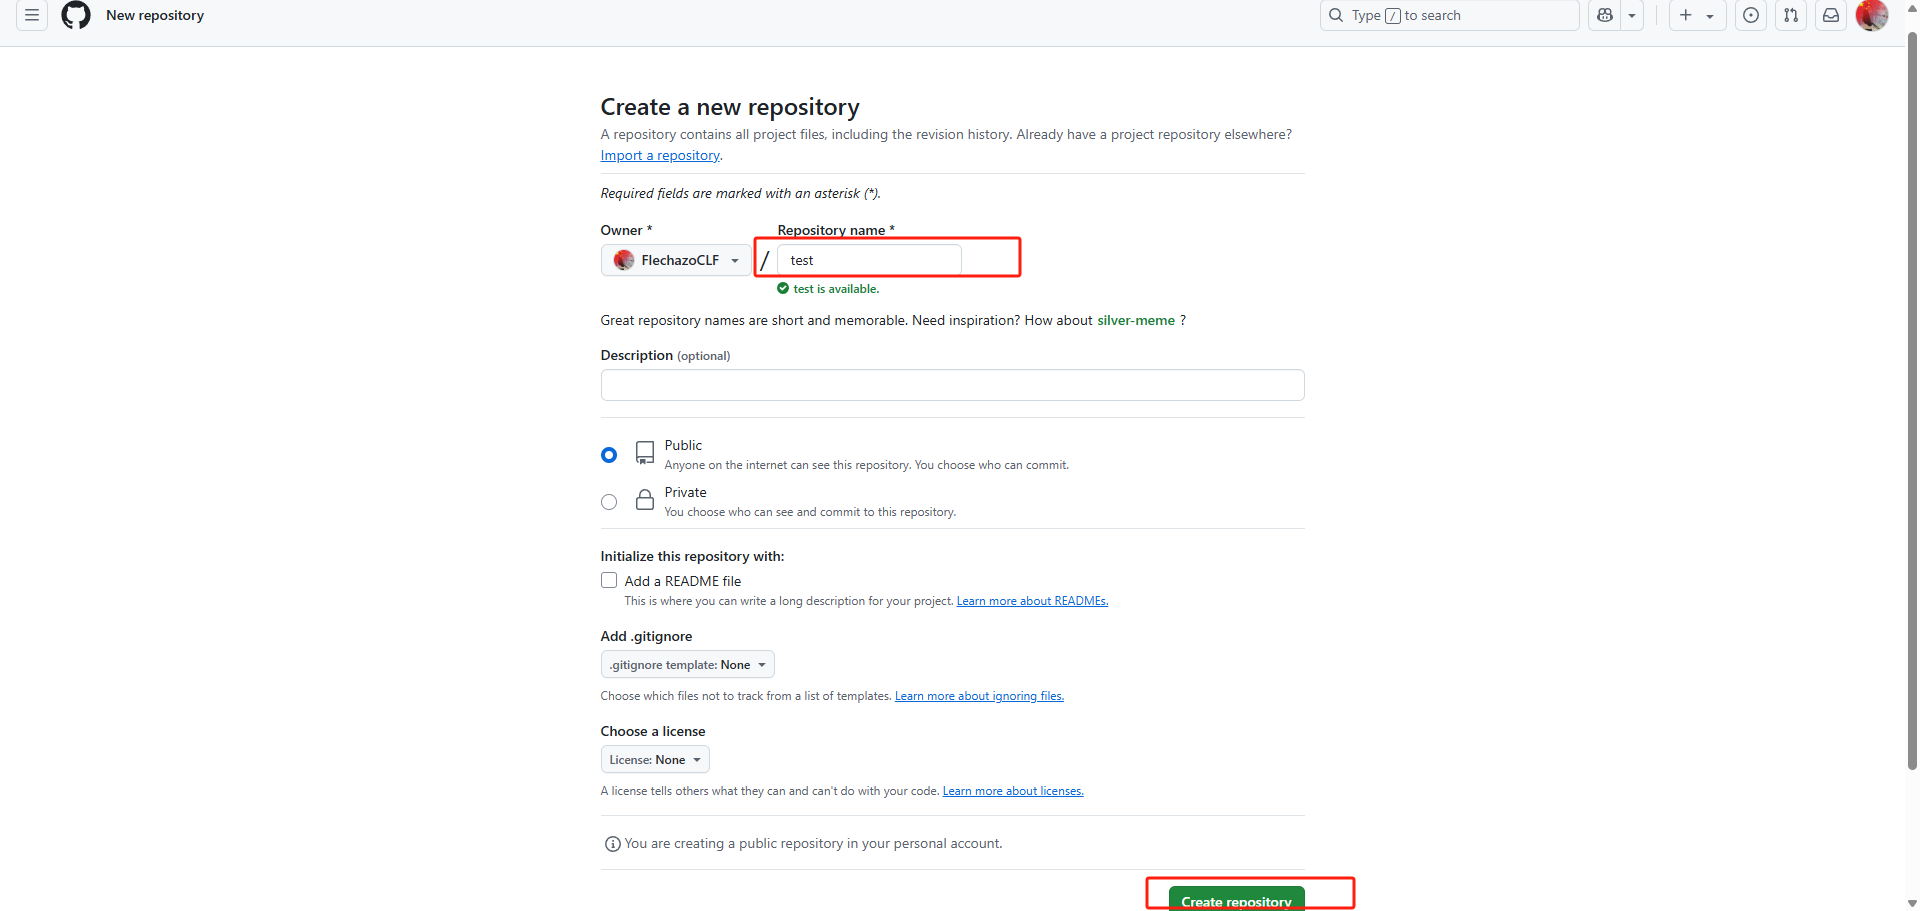 New repository
Type / to search
Create a new repository
A repository contains all project files, including the revision history. Already have a project repository elsewhere?
Import a repository.
Required fields are marked with an asterisk (*).
Owner * Repository name *
FlechazoCLF / test
test is available.
Great repository names are short and memorable. Need inspiration? How about silver-meme ?
Description (optional)
Public
Anyone on the internet can see this repository. You choose who can commit.
Private
You choose who can see and commit to this repository.
Initialize this repository with:
Add a README file
This is where you can write a long description for your project. Learn more about READMEs.
Add .gitignore
.gitignore template: None
Choose which files not to track from a list of templates. Learn more about ignoring files.
Choose a license
License: None
A license tells others what they can and can't do with your code. Learn more about licenses.
You are creating a public repository in your personal account.
Create repository